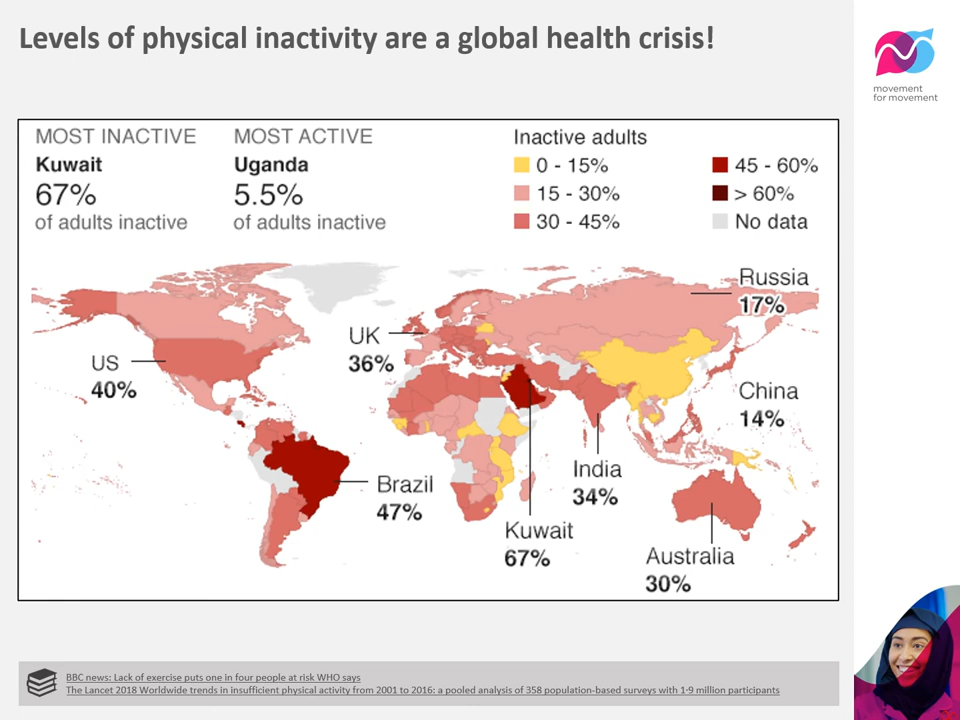 Levels of physical inactivity are a global health crisis!
movement
for movement
MOST INACTIVE
Kuwait
67%
of adults inactive
MOST ACTIVE
Uganda
5.5%
of adults inactive
Inactive adults
0 - 15%
15 - 30%
30 - 45%
45 - 60%
> 60%
No data
Russia
17%
UK
36%
US
40%
China
14%
India
34%
Brazil
47%
Kuwait
67%
Australia
30%
BBC news: Lack of exercise puts one in four people at risk WHO says
The Lancet 2018 Worldwide trends in insufficient physical activity from 2001 to 2016: a pooled analysis of 358 population-based surveys with 1·9 million participants